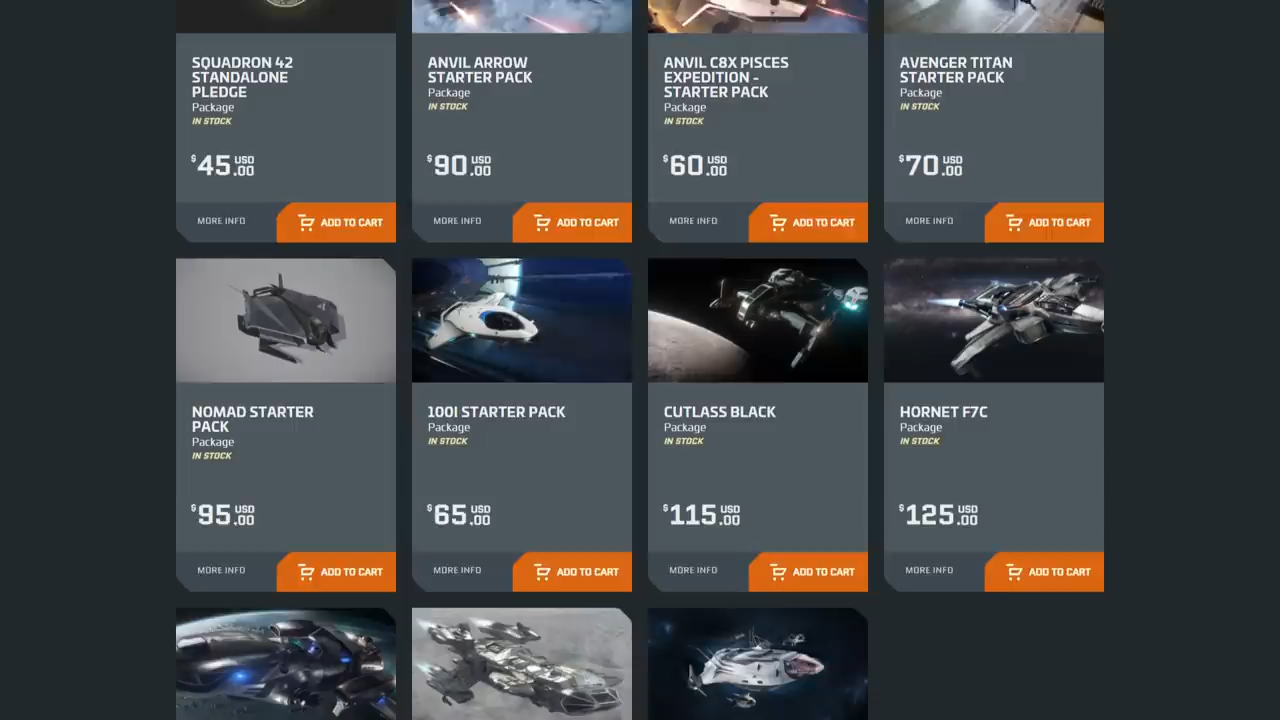 SQUADRON 42
STANDALONE
PLEDGE
Package
IN STOCK
$45 USD .00
MORE INFO
ADD TO CART
ANVIL ARROW
STARTER PACK
Package
IN STOCK
$90 USD .00
MORE INFO
ADD TO CART
ANVIL C8X PISCES
EXPEDITION -
STARTER PACK
Package
IN STOCK
$60 USD .00
MORE INFO
ADD TO CART
AVENGER TITAN
STARTER PACK
Package
IN STOCK
$70 USD .00
MORE INFO
ADD TO CART
NOMAD STARTER
PACK
Package
IN STOCK
$95 USD .00
MORE INFO
ADD TO CART
100I STARTER PACK
Package
IN STOCK
$65 USD .00
MORE INFO
ADD TO CART
CUTLASS BLACK
Package
IN STOCK
$115 USD .00
MORE INFO
ADD TO CART
HORNET F7C
Package
IN STOCK
$125 USD .00
MORE INFO
ADD TO CART